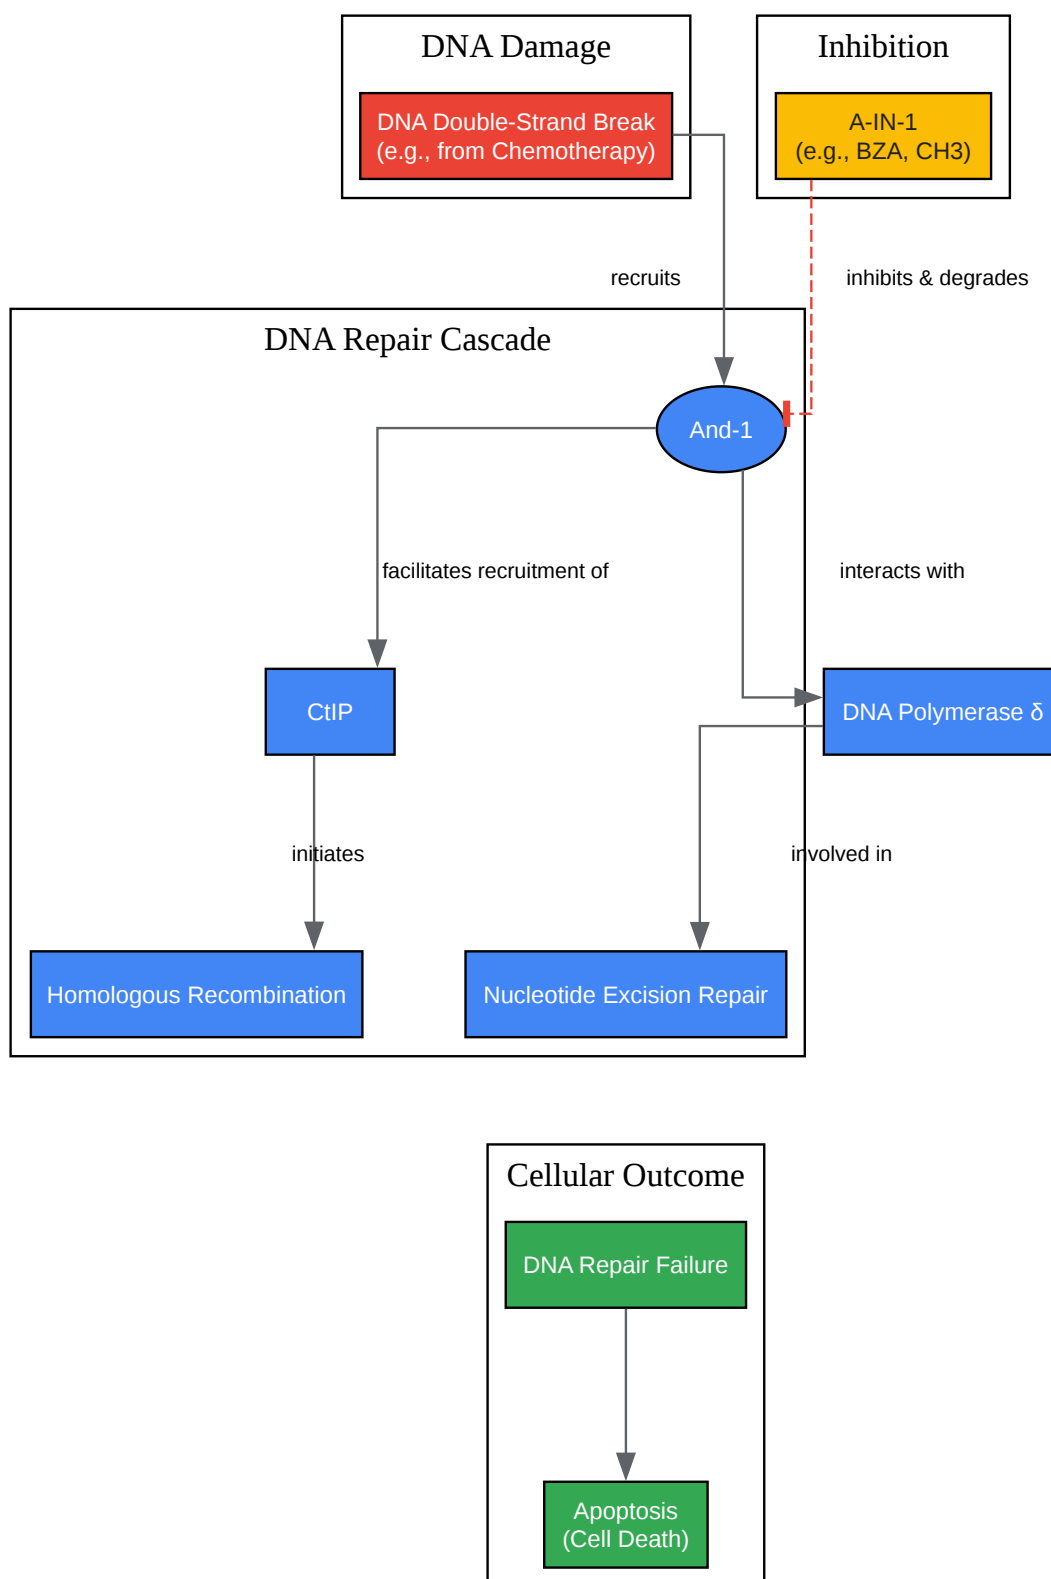 DNA Damage
Inhibition
DNA Double-Strand Break
(e.g., from Chemotherapy)
A-IN-1
(e.g., BZA, CH3)
recruits
inhibits & degrades
DNA Repair Cascade
And-1
facilitates recruitment of
interacts with
CtIP
DNA Polymerase δ
initiates
involved in
Homologous Recombination
Nucleotide Excision Repair
Cellular Outcome
DNA Repair Failure
Apoptosis
(Cell Death)